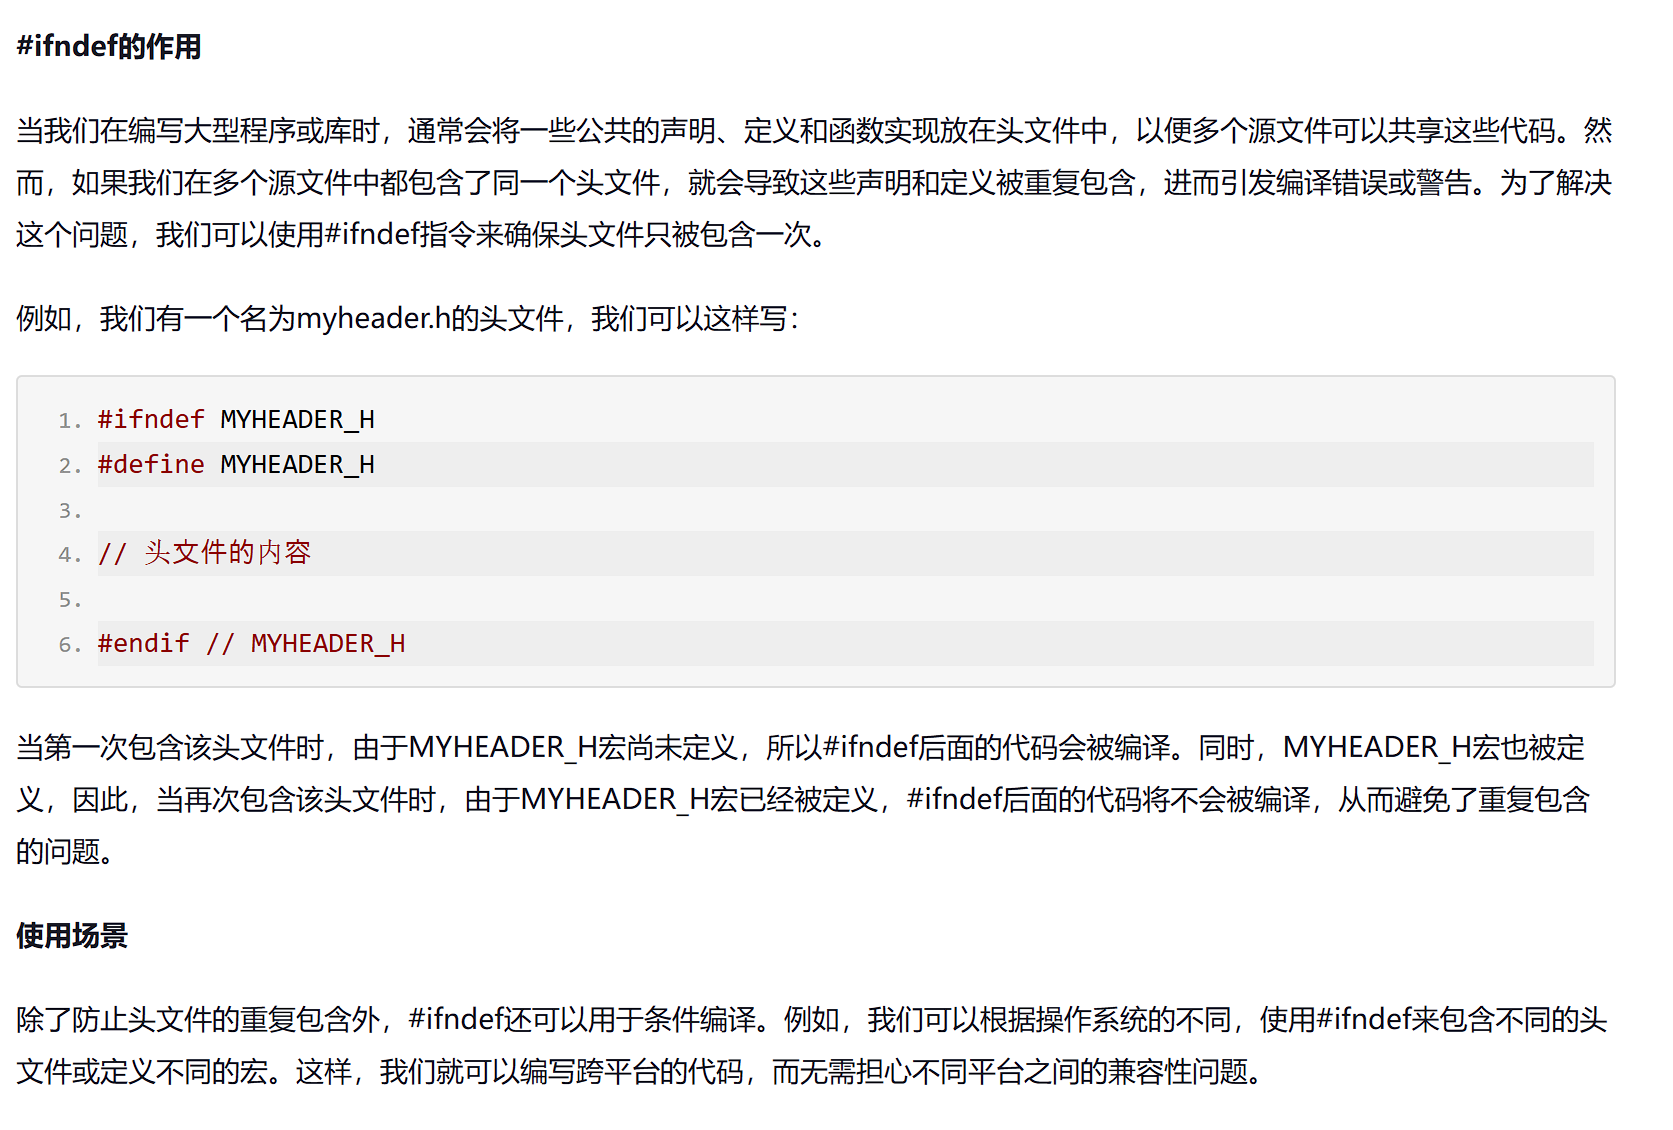 #ifndef的作用
当我们在编写大型程序或库时，通常会将一些公共的声明、定义和函数实现放在头文件中，以便多个源文件可以共享这些代码。然
而，如果我们在多个源文件中都包含了同一个头文件，就会导致这些声明和定义被重复包含，进而引发编译错误或警告。为了解决
这个问题，我们可以使用#ifndef指令来确保头文件只被包含一次。
例如，我们有一个名为myheader.h的头文件，我们可以这样写：
1. #ifndef MYHEADER_H
2. #define MYHEADER_H
3.
4. // 头文件的内容
5.
6. #endif // MYHEADER_H
当第一次包含该头文件时，由于MYHEADER_H宏尚未定义，所以#ifndef后面的代码会被编译。同时，MYHEADER_H宏也被定
义，因此，当再次包含该头文件时，由于MYHEADER_H宏已经被定义，#ifndef后面的代码将不会被编译，从而避免了重复包含
的问题。
使用场景
除了防止头文件的重复包含外，#ifndef还可以用于条件编译。例如，我们可以根据操作系统的不同，使用#ifndef来包含不同的头
文件或定义不同的宏。这样，我们就可以编写跨平台的代码，而无需担心不同平台之间的兼容性问题。